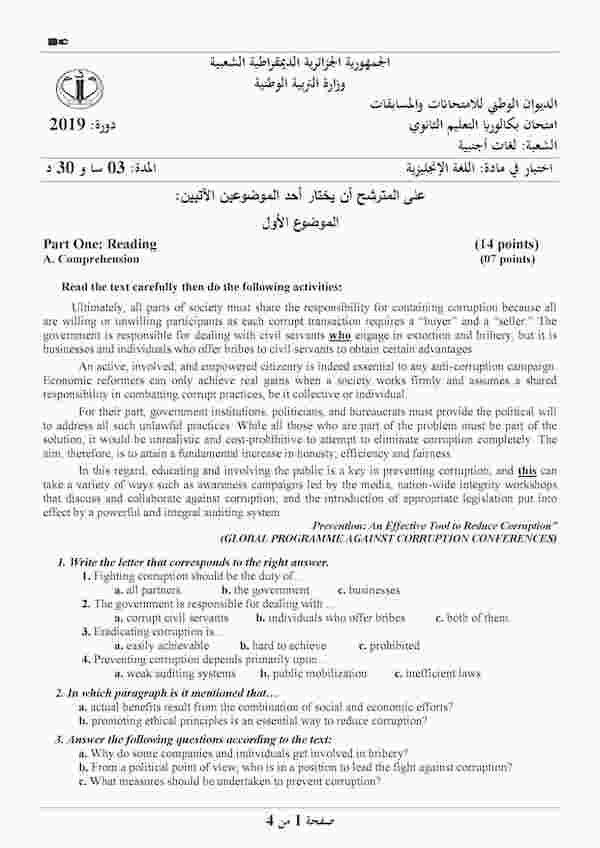 الجمهورية الجزائرية الديمقراطية الشعبية
وزارة التربية الوطنية
الديوان الوطني للامتحانات والمسابقات
امتحان بكالوريا التعليم الثانوي
دورة: 2019
الشعبة: لغات أجنبية
اختبار في مادة: اللغة الإنجليزية
المدة: 03 سا و 30 د
على المترشح أن يختار أحد الموضوعين الآتيين:
الموضوع الأول
Part One: Reading (14 points)
A. Comprehension (07 points)
Read the text carefully then do the following activities:
Ultimately, all parts of society must share the responsibility for containing corruption because all
are willing or unwilling participants as each corrupt transaction requires a “buyer” and a “seller.” The
government is responsible for dealing with civil servants who engage in extortion and bribery, but it is
businesses and individuals who offer bribes to civil servants to obtain certain advantages.
An active, involved, and empowered citizenry is indeed essential to any anti-corruption campaign.
Economic reformers can only achieve real gains when a society works firmly and assumes a shared
responsibility in combatting corrupt practices, be it collective or individual.
For their part, government institutions, politicians, and bureaucrats must provide the political will
to address all such unlawful practices. While all those who are part of the problem must be part of the
solution, it would be unrealistic and cost-prohibitive to attempt to eliminate corruption completely. The
aim, therefore, is to attain a fundamental increase in honesty, efficiency and fairness.
In this regard, educating and involving the public is a key in preventing corruption, and this can
take a variety of ways such as awareness campaigns led by the media, nation-wide integrity workshops
that discuss and collaborate against corruption, and the introduction of appropriate legislation put into
effect by a powerful and integral auditing system.
Prevention: An Effective Tool to Reduce Corruption”
(GLOBAL PROGRAMME AGAINST CORRUPTION CONFERENCES)
1. Write the letter that corresponds to the right answer.
1. Fighting corruption should be the duty of…
a. all partners b. the government c. businesses
2. The government is responsible for dealing with …
a. corrupt civil servants b. individuals who offer bribes c. both of them
3. Eradicating corruption is…
a. easily achievable b. hard to achieve c. prohibited
4. Preventing corruption depends primarily upon…
a. weak auditing systems b. public mobilization c. inefficient laws
2. In which paragraph is it mentioned that…
a. actual benefits result from the combination of social and economic efforts?
b. promoting ethical principles is an essential way to reduce corruption?
3. Answer the following questions according to the text:
a. Why do some companies and individuals get involved in bribery?
b. From a political point of view, who is in a position to lead the fight against corruption?
c. What measures should be undertaken to prevent corruption?
صفحة 1 من 4